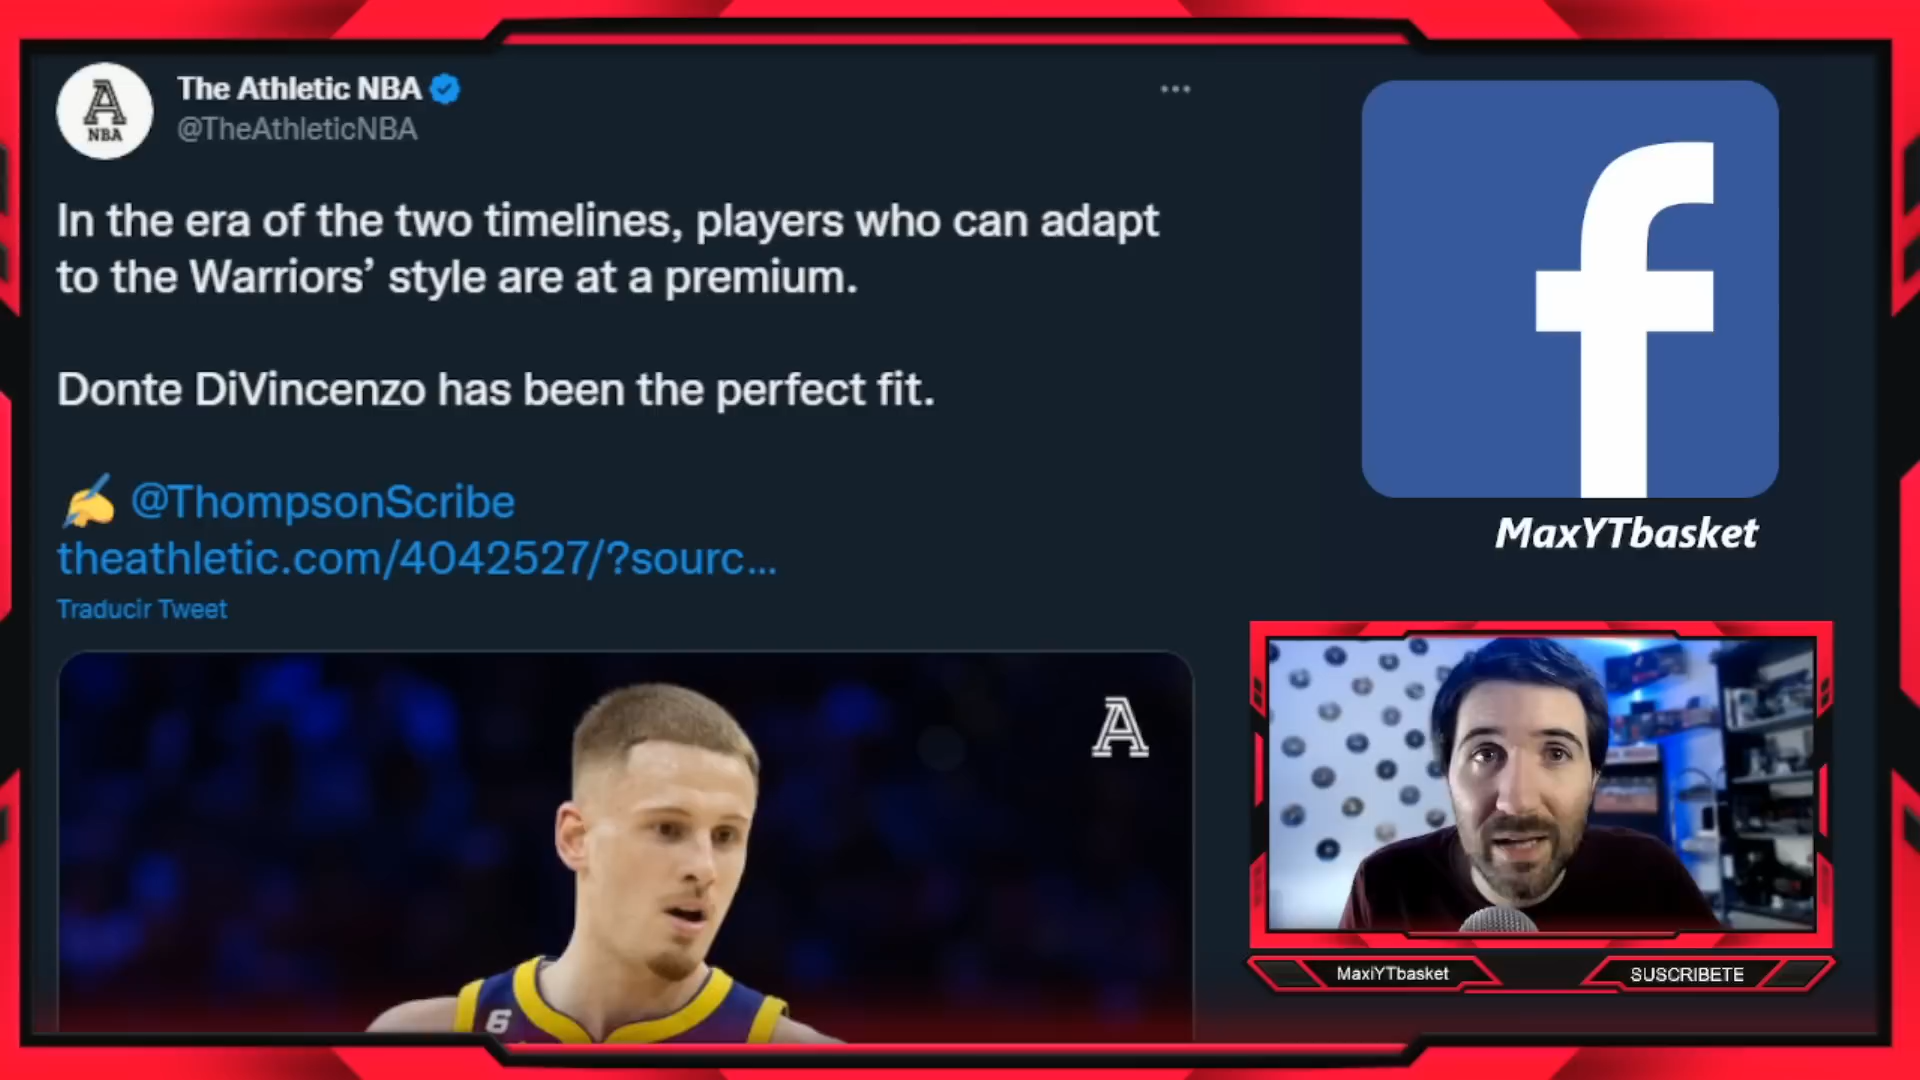 The Athletic NBA
@TheAthleticNBA
A
NBA
In the era of the two timelines, players who can adapt
to the Warriors’ style are at a premium.
Donte DiVincenzo has been the perfect fit.
@ThompsonScribe
theathletic.com/4042527/?sourc...
Traducir Tweet
A
6
f
MaxYTbasket
MaxiYTbasket
SUSCRIBETE